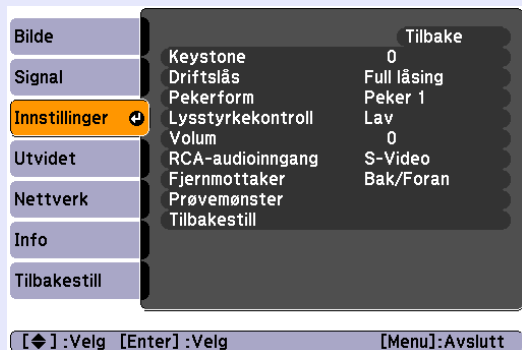 Bilde
Signal
Innstillinger
Utvidet
Nettverk
Info
Tilbakestill
Tilbake
Keystone 0
Driftslås Full låsing
Pekerform Peker 1
Lysstyrkekontroll Lav
Volum 0
RCA-audioinngang S-Video
Fjernmottaker Bak/Foran
Prøvemønster
Tilbakestill
[◆] :Velg [Enter] :Velg [Menu]:Avslutt